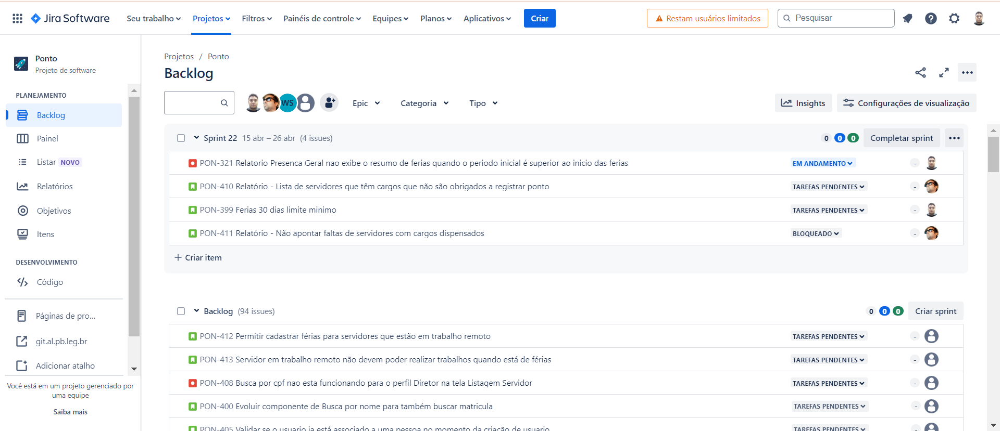 Jira Software
Seu trabalho
Projetos
Filtros
Painéis de controle
Equipes
Planos
Aplicativos
Criar
Restam usuários limitados
Pesquisar
Ponto
Projeto de software
PLANEJAMENTO
Backlog
Painel
Listar NOVO
Relatórios
Objetivos
Itens
DESENVOLVIMENTO
Código
Páginas de pro...
git.al.pb.leg.br
Adicionar atalho
Você está em um projeto gerenciado por
uma equipe
Saiba mais
Projetos / Ponto
Backlog
WS
Epic
Categoria
Tipo
Insights
Configurações de visualização
Sprint 22 15 abr – 26 abr (4 issues)
0 0 0 Completar sprint
PON-321 Relatorio Presenca Geral nao exibe o resumo de ferias quando o periodo inicial é superior ao inicio das ferias EM ANDAMENTO -
PON-410 Relatório - Lista de servidores que têm cargos que não são obrigados a registrar ponto TAREFAS PENDENTES -
PON-399 Ferias 30 dias limite minimo TAREFAS PENDENTES -
PON-411 Relatório - Não apontar faltas de servidores com cargos dispensados BLOQUEADO -
+ Criar item
Backlog (94 issues)
0 0 0 Criar sprint
PON-412 Permitir cadastrar férias para servidores que estão em trabalho remoto TAREFAS PENDENTES -
PON-413 Servidor em trabalho remoto não devem poder realizar trabalhos quando está de férias TAREFAS PENDENTES -
PON-408 Busca por cpf nao esta funcionando para o perfil Diretor na tela Listagem Servidor TAREFAS PENDENTES -
PON-400 Evoluir componente de Busca por nome para também buscar matricula TAREFAS PENDENTES -
PON-405 Validar se o usuario ja está associado a uma pessoa no momento da criação de usuario TAREFAS PENDENTES -